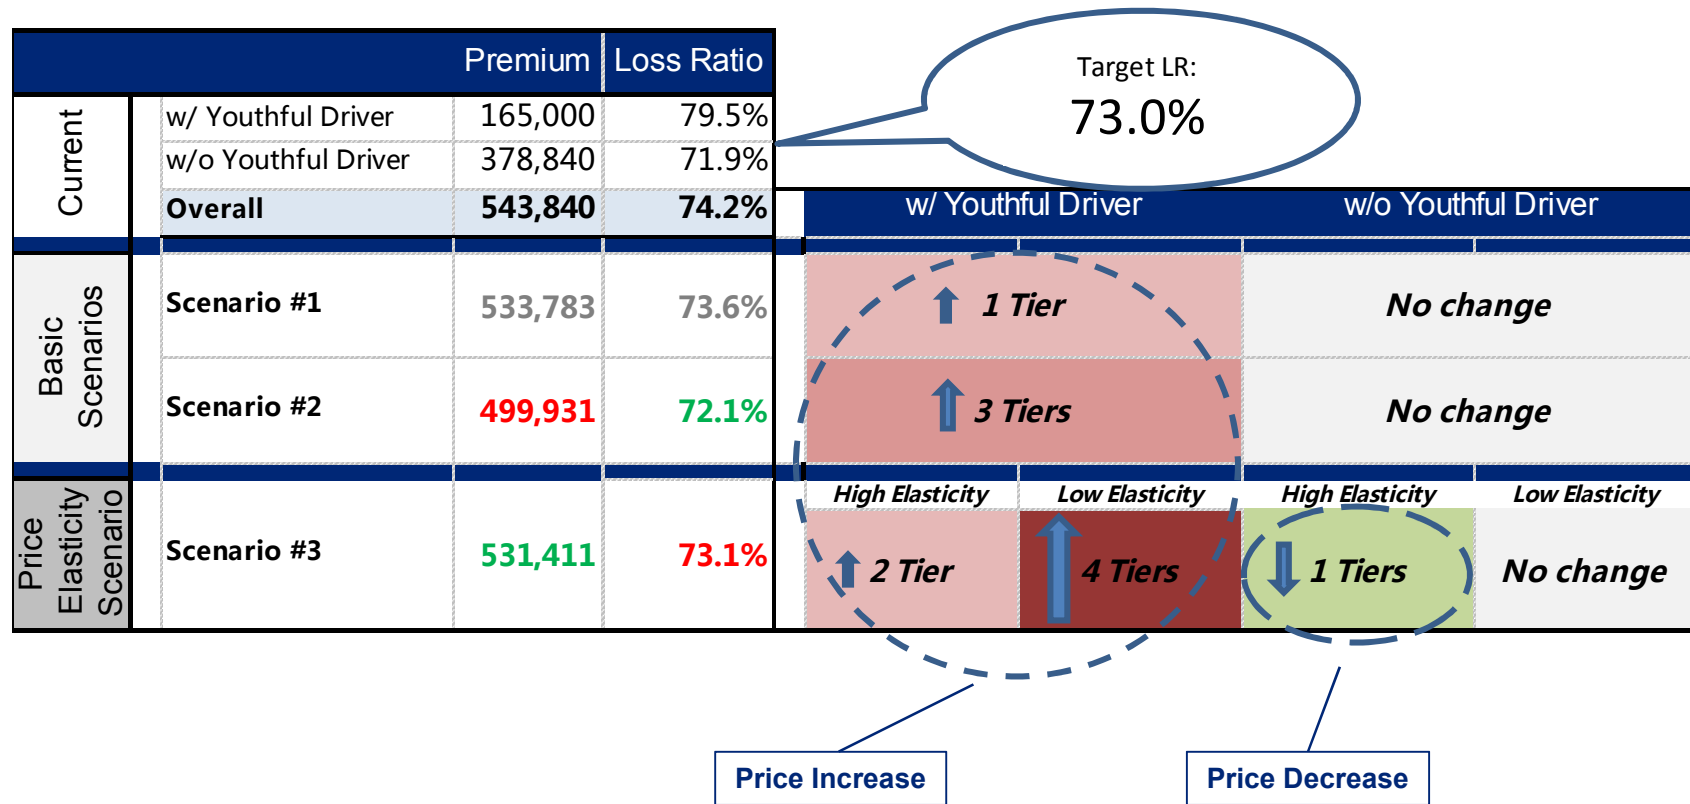 Premium Loss Ratio
Target LR:
73.0%
Current
w/ Youthful Driver 165,000 79.5%
w/o Youthful Driver 378,840 71.9%
Overall 543,840 74.2%
w/ Youthful Driver w/o Youthful Driver
Basic
Scenarios
Scenario #1 533,783 73.6% 1 Tier No change
Scenario #2 499,931 72.1% 3 Tiers No change
Price
Elasticity
Scenario
High Elasticity Low Elasticity High Elasticity Low Elasticity
Scenario #3 531,411 73.1% 2 Tier 4 Tiers 1 Tiers No change
Price Increase Price Decrease